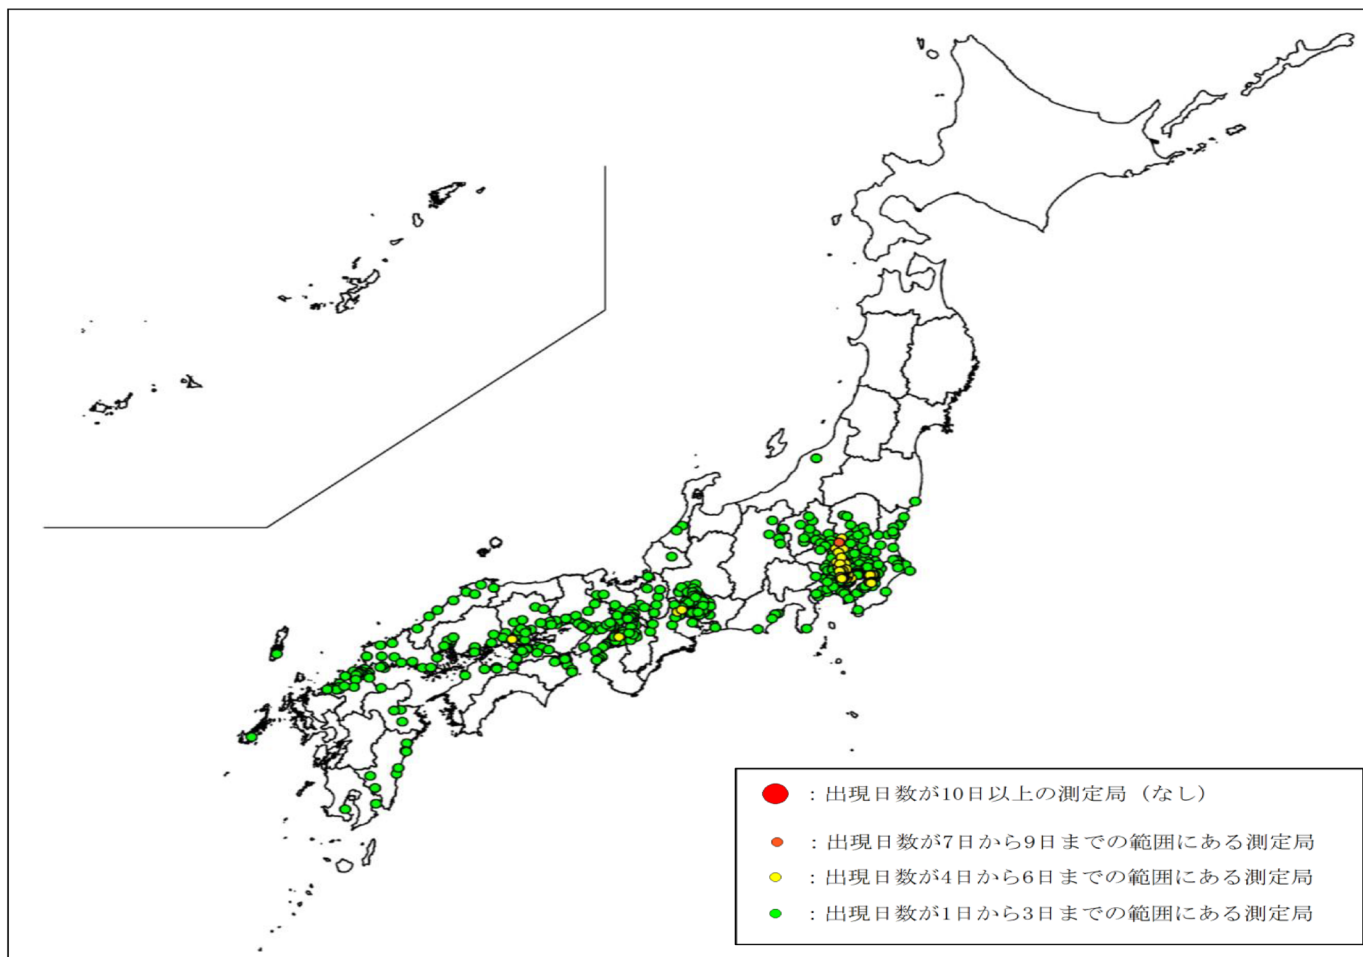 ：出現日数が10日以上の測定局（なし）
：出現日数が7日から9日までの範囲にある測定局
：出現日数が4日から6日までの範囲にある測定局
：出現日数が1日から3日までの範囲にある測定局